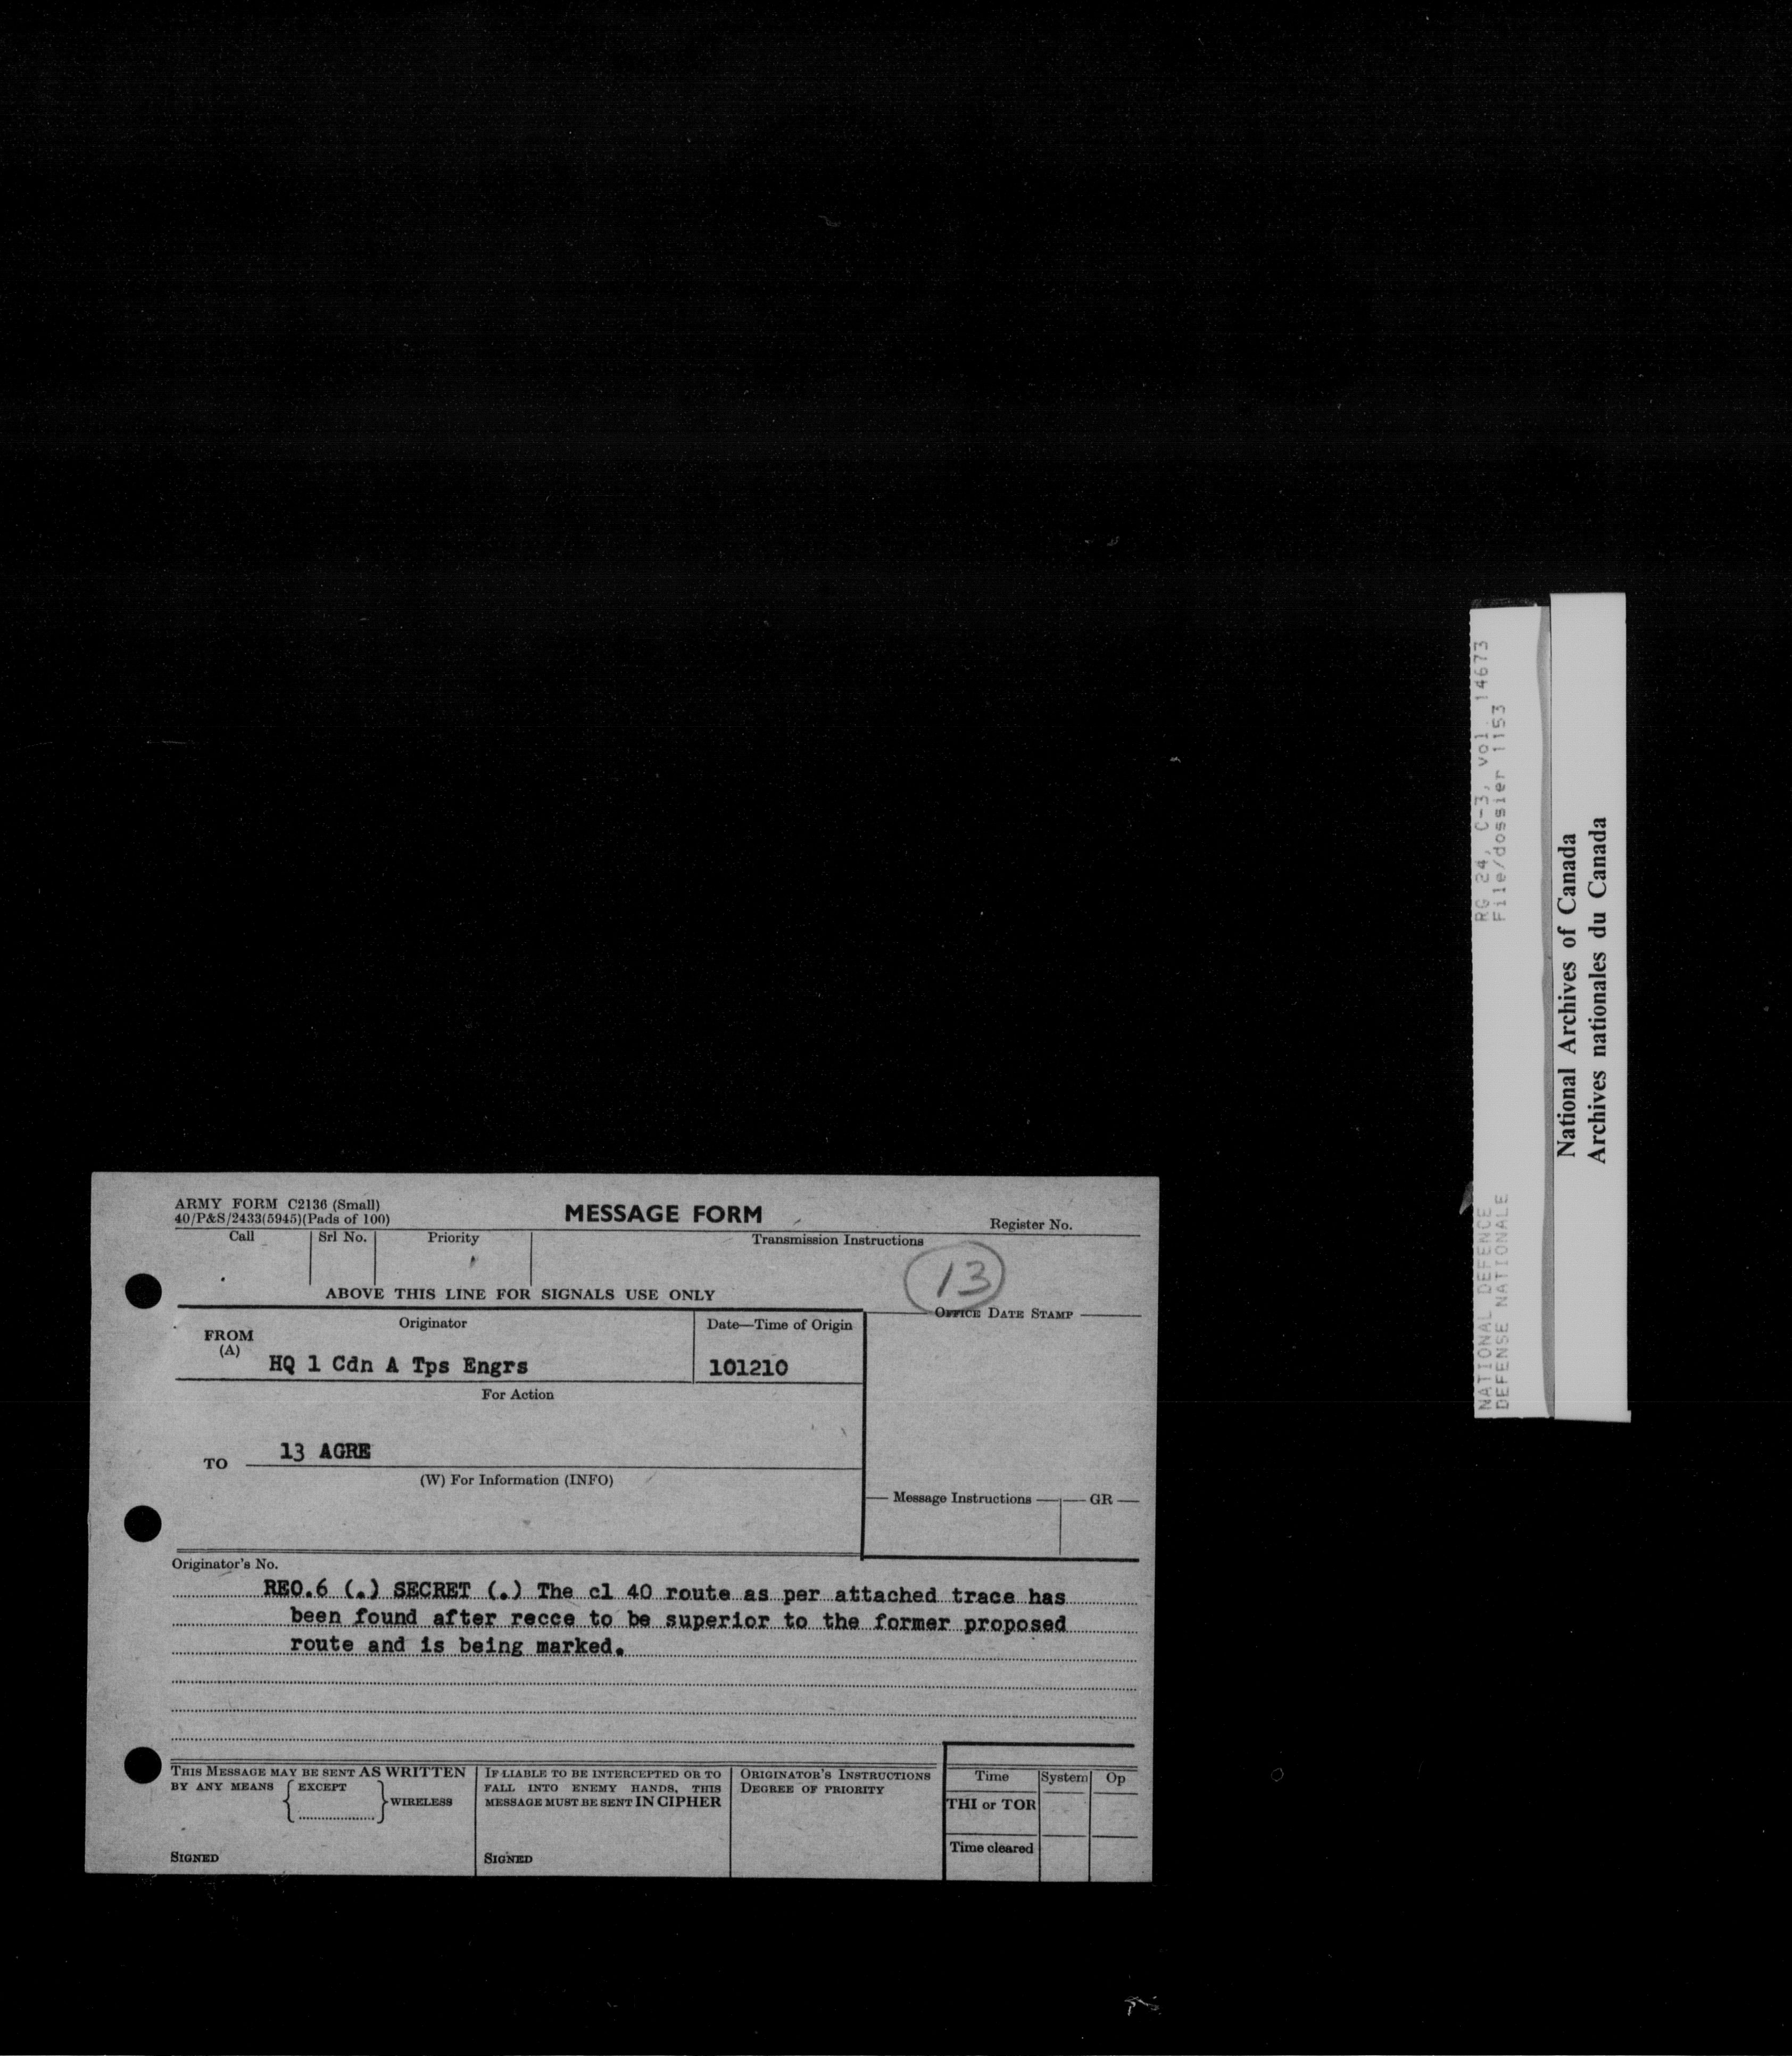 ARMY FORM C2136 (Small)
40/P&S/2433(5945)(Pads of 100)
MESSAGE FORM
Register No.
Call
Srl No.
Priority
Transmission Instructions
13
ABOVE THIS LINE FOR SIGNALS USE ONLY
OFFICE DATE STAMP
FROM
(A)
Originator
Date—Time of Origin
HQ 1 Cdn A Tps Engrs
101210
For Action
13 AGRE
TO
(W) For Information (INFO)
Message Instructions
GR
Originator's No.
REO.6 (.) SECRET (.) The cl 40 route as per attached trace has
been found after recce to be superior to the former proposed
route and is being marked.
THIS MESSAGE MAY BE SENT AS WRITTEN
BY ANY MEANS { EXCEPT
} WIRELESS
SIGNED
IF LIABLE TO BE INTERCEPTED OR TO
FALL INTO ENEMY HANDS, THIS
MESSAGE MUST BE SENT IN CIPHER
SIGNED
ORIGINATOR'S INSTRUCTIONS
DEGREE OF PRIORITY
Time
System
Op
THI or TOR
Time cleared
NATIONAL DEFENCE
DEFENSE NATIONALE
RG 24, C-3, vol. 14673
File/dossier 1153
National Archives of Canada
Archives nationales du Canada